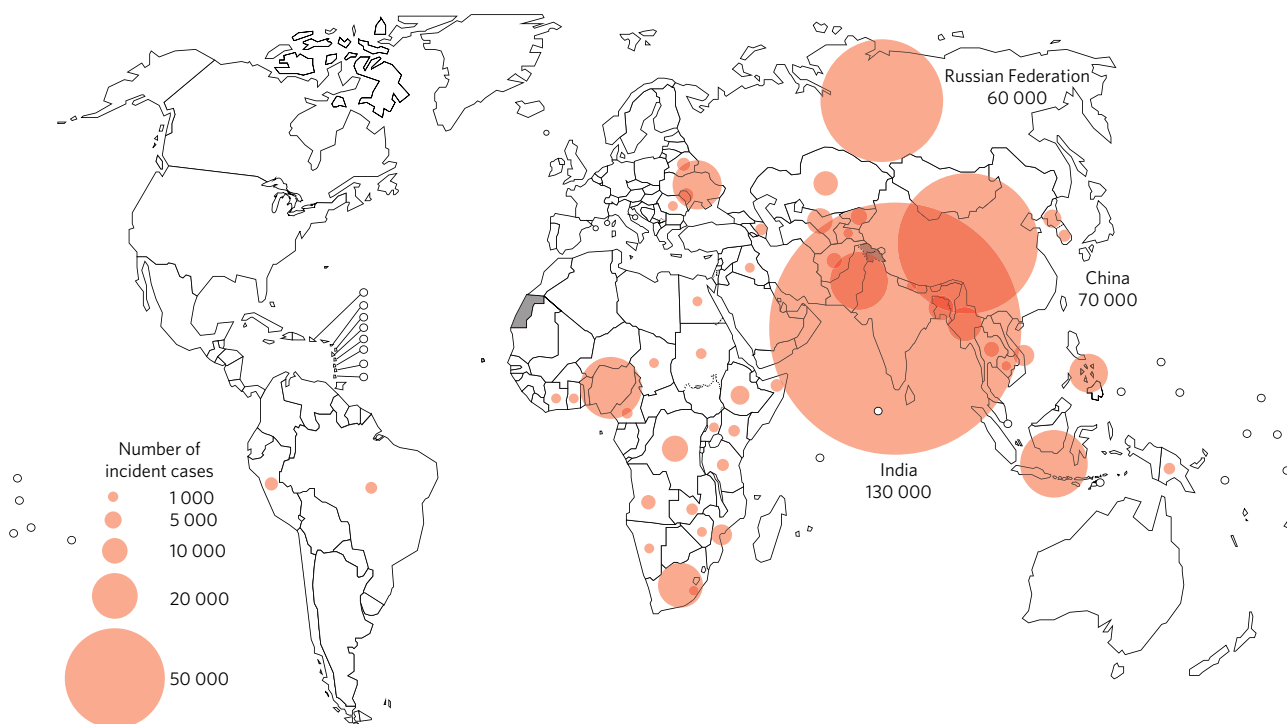 Russian Federation
60 000
China
70 000
India
130 000
Number of
incident cases
1 000
5 000
10 000
20 000
50 000